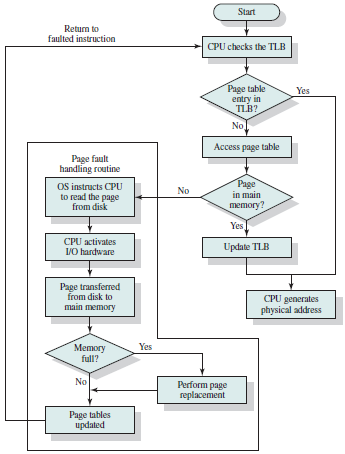 Start
Return to
faulted instruction
CPU checks the TLB
Page table
entry in
TLB?
Yes
No
Access page table
Page fault
handling routine
OS instructs CPU
to read the page
from disk
No
Page
in main
memory?
Yes
CPU activates
I/O hardware
Update TLB
Page transferred
from disk to
main memory
CPU generates
physical address
Memory
full?
Yes
No
Perform page
replacement
Page tables
updated